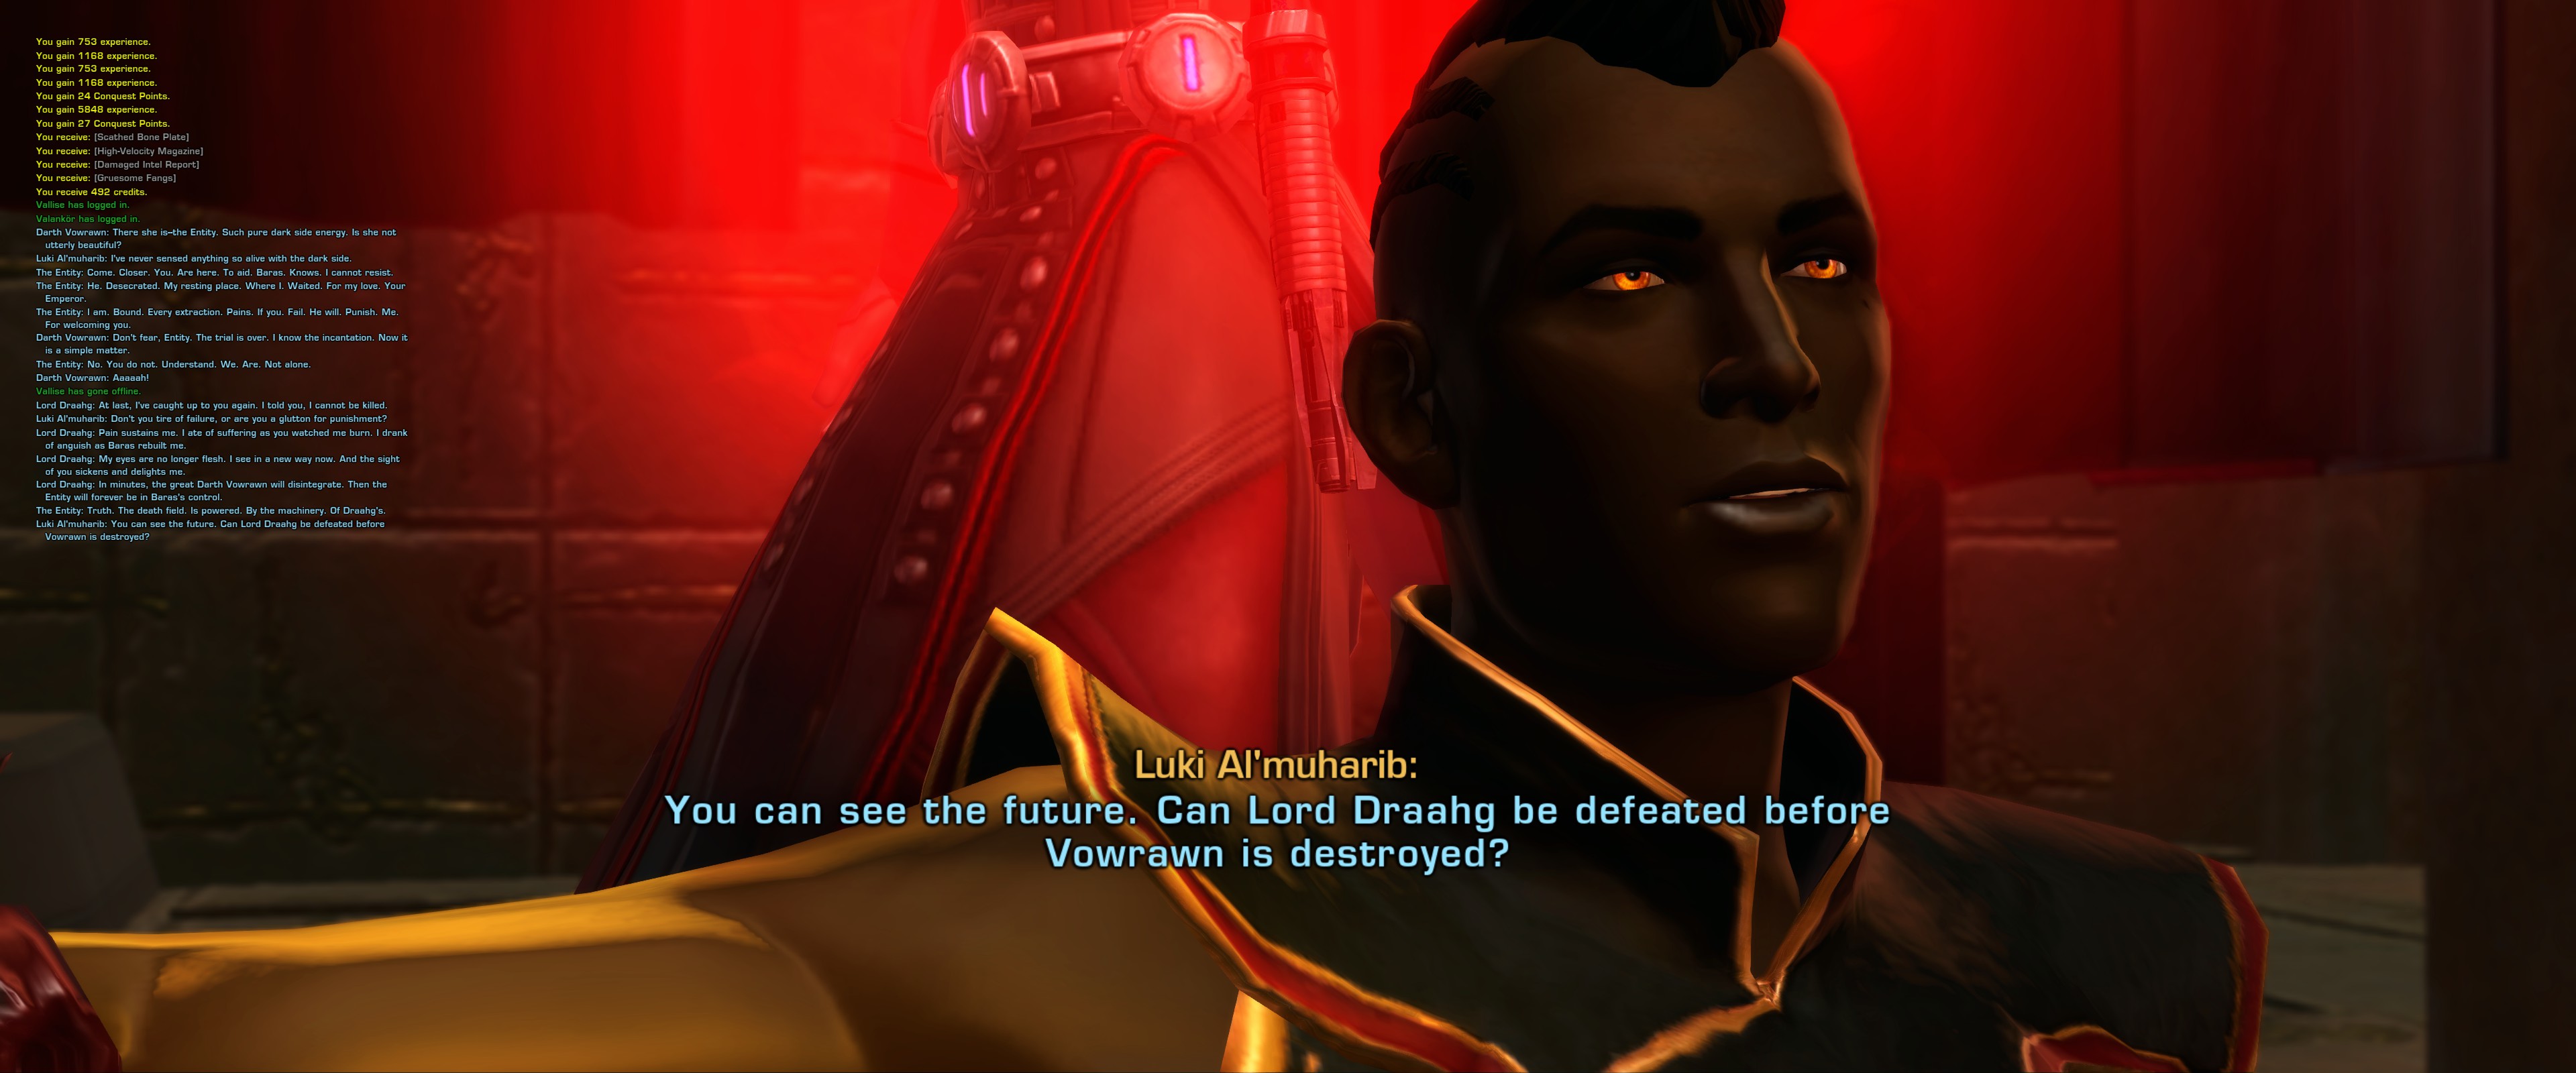 You gain 753 experience.
You gain 1168 experience.
You gain 753 experience.
You gain 1168 experience.
You gain 24 Conquest Points.
You gain 5848 experience.
You gain 27 Conquest Points.
You receive: [Scathed Bone Plate]
You receive: [High-Velocity Magazine]
You receive: [Damaged Intel Report]
You receive: [Gruesome Fangs]
You receive 492 credits.
Vallise has logged in.
Valankör has logged in.
Darth Vowrawn: There she is—the Entity. Such pure dark side energy. Is she not
utterly beautiful?
Luki Al'muharib: I've never sensed anything so alive with the dark side.
The Entity: Come. Closer. You. Are here. To aid. Baras. Knows. I cannot resist.
The Entity: He. Desecrated. My resting place. Where I. Waited. For my love. Your
Emperor.
The Entity: I am. Bound. Every extraction. Pains. If you. Fail. He will. Punish. Me.
For welcoming you.
Darth Vowrawn: Don't fear, Entity. The trial is over. I know the incantation. Now it
is a simple matter.
The Entity: No. You do not. Understand. We. Are. Not alone.
Darth Vowrawn: Aaaaah!
Vallise has gone offline.
Lord Draahg: At last, I've caught up to you again. I told you, I cannot be killed.
Luki Al'muharib: Don't you tire of failure, or are you a glutton for punishment?
Lord Draahg: Pain sustains me. I ate of suffering as you watched me burn. I drank
of anguish as Baras rebuilt me.
Lord Draahg: My eyes are no longer flesh. I see in a new way now. And the sight
of you sickens and delights me.
Lord Draahg: In minutes, the great Darth Vowrawn will disintegrate. Then the
Entity will forever be in Baras's control.
The Entity: Truth. The death field. Is powered. By the machinery. Of Draahg's.
Luki Al'muharib: You can see the future. Can Lord Draahg be defeated before
Vowrawn is destroyed?
Luki Al'muharib:
You can see the future. Can Lord Draahg be defeated before
Vowrawn is destroyed?